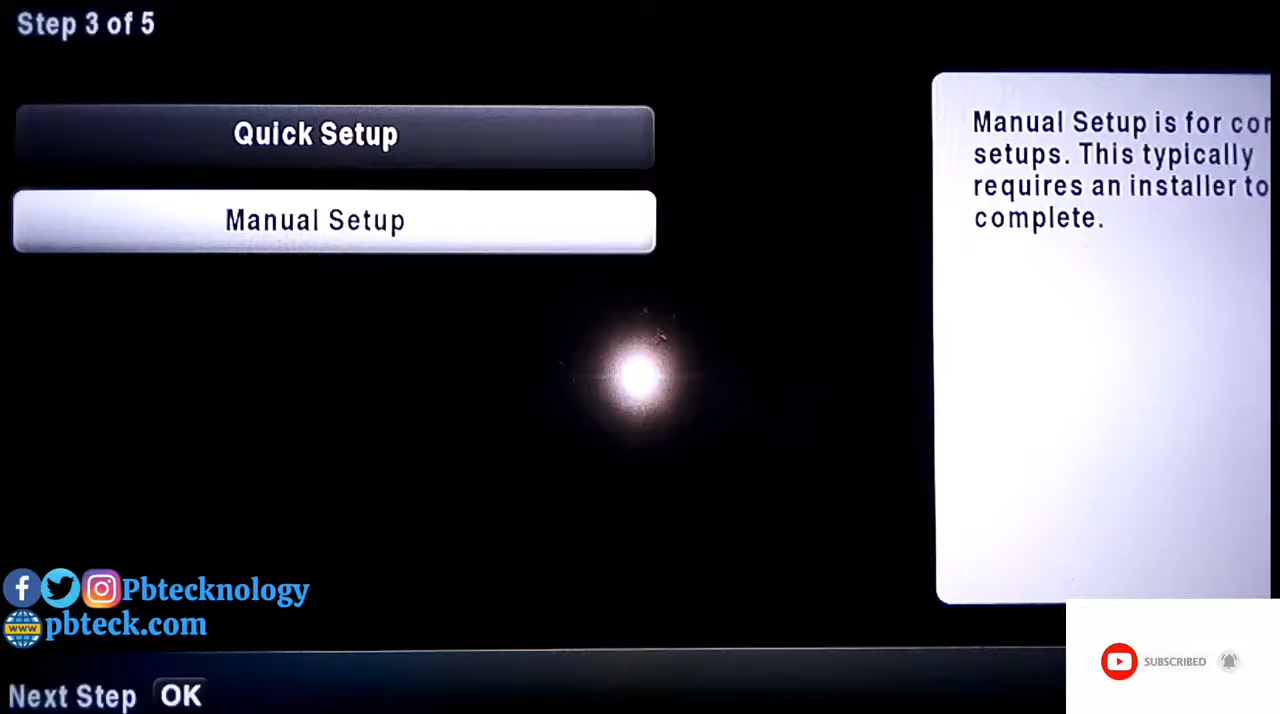 Step 3 of 5
Quick Setup
Manual Setup
Manual Setup is for
setups. This typically
requires an installer to
complete.
Pbtecknology
www
pbteck.com
SUBSCRIBED
Next Step OK